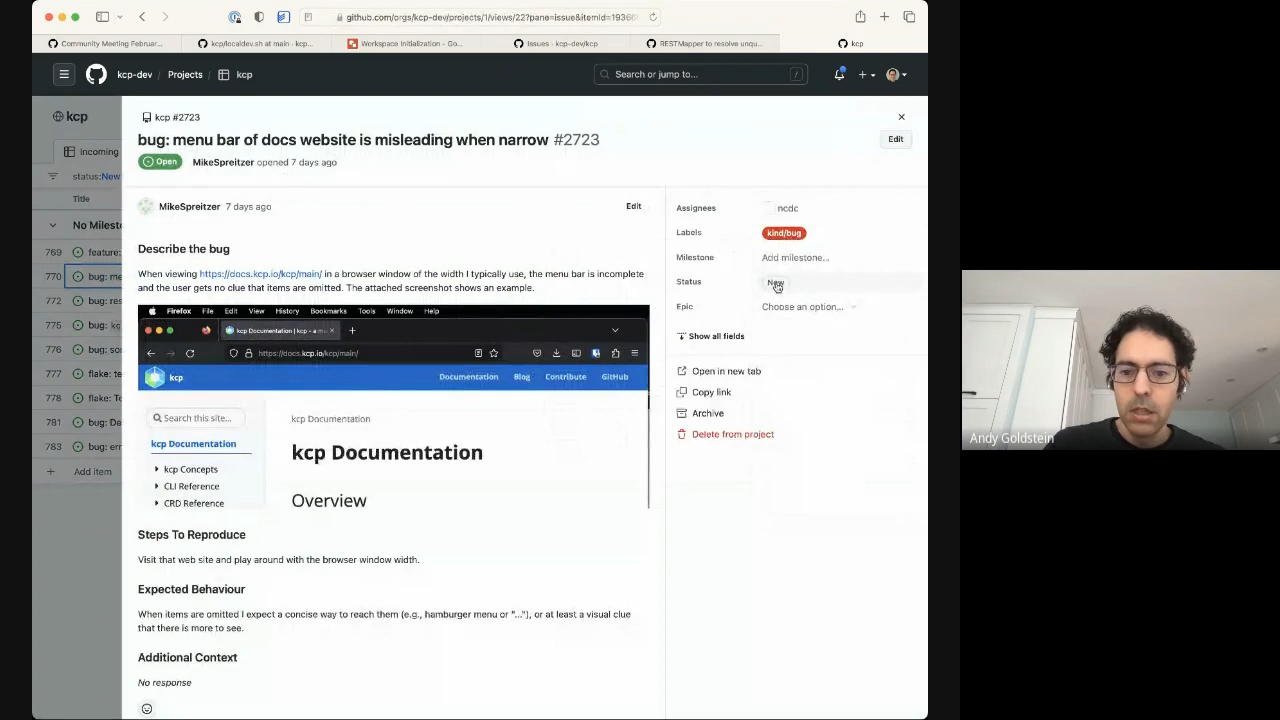 github.com/orgs/kcp-dev/projects/1/views/22?pane=issue&itemId=1936
Community Meeting Februar...
kcp/localdev.sh at main · kcp...
Workspace Initialization – Go...
Issues · kcp-dev/kcp
RESTMapper to resolve unqu...
kcp
kcp-dev / Projects / kcp
Search or jump to...
/
kcp
Incoming
status:New
Title
No Milesto
769 feature:
770 bug: me
772 bug: res
775 bug:
776 bug: so
777 flake: te
778 flake: Te
781 bug: De
783 bug: err
Add item
kcp #2723
bug: menu bar of docs website is misleading when narrow #2723
Edit
Open
MikeSpreitzer opened 7 days ago
MikeSpreitzer 7 days ago
Edit
Describe the bug
When viewing https://docs.kcp.io/kcp/main/ in a browser window of the width I typically use, the menu bar is incomplete
and the user gets no clue that items are omitted. The attached screenshot shows an example.
Firefox File Edit View History Bookmarks Tools Window Help
kcp Documentation | kcp - a mu
https://docs.kcp.io/kcp/main/
kcp
Documentation Blog Contribute GitHub
Search this site...
kcp Documentation
kcp Concepts
CLI Reference
CRD Reference
kcp Documentation
kcp Documentation
Overview
Steps To Reproduce
Visit that web site and play around with the browser window width.
Expected Behaviour
When items are omitted I expect a concise way to reach them (e.g., hamburger menu or "..."), or at least a visual clue
that there is more to see.
Additional Context
No response
Assignees ncdc
Labels kind/bug
Milestone Add milestone...
Status New
Epic Choose an option...
Show all fields
Open in new tab
Copy link
Archive
Delete from project
Andy Goldstein